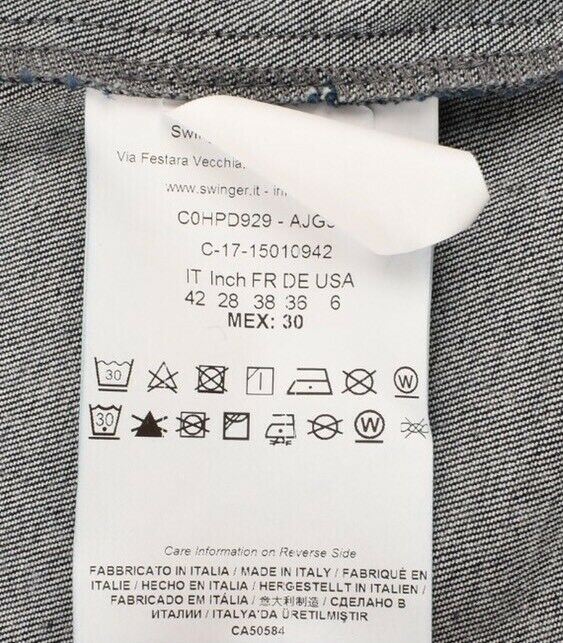 Via Festara Vecchia,
www.swinger.it -
C0HPD929 -
C-17-15010942
IT Inch FR DE USA
42 28 38 36 6
MEX: 30
30 W
30 W
Care Information on Reverse Side
FABBRICATO IN ITALIA / MADE IN ITALY / FABRIQUÉ EN
ITALIE / HECHO EN ITALIA / HERGESTELLT IN ITALIEN /
FABRICADO EM ITÁLIA / 意大利制造 / СДЕЛАНО В
ИТАЛИИ / ITALYA'DA ÜRETILMIŞTIR
CA50584